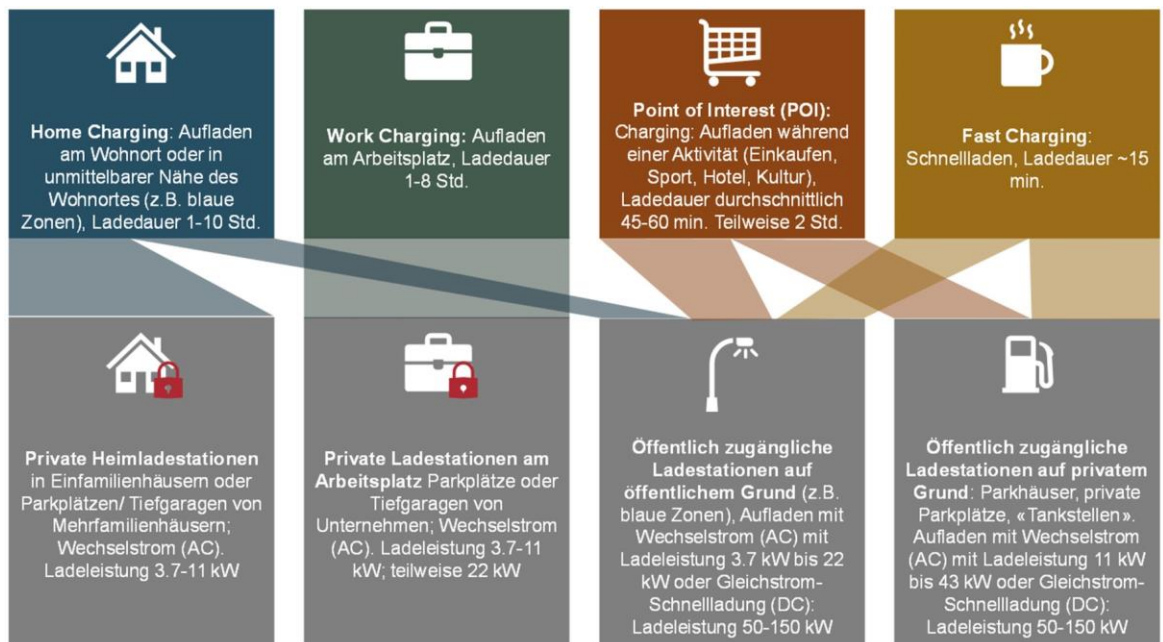 Home Charging: Aufladen
am Wohnort oder in
unmittelbarer Nähe des
Wohnortes (z.B. blaue
Zonen), Ladedauer 1-10 Std.
Work Charging: Aufladen
am Arbeitsplatz, Ladedauer
1-8 Std.
Point of Interest (POI):
Charging: Aufladen während
einer Aktivität (Einkaufen,
Sport, Hotel, Kultur),
Ladedauer durchschnittlich
45-60 min. Teilweise 2 Std.
Fast Charging:
Schnellladen, Ladedauer ~15
min.
Private Heimladestationen
in Einfamilienhäusern oder
Parkplätzen/ Tiefgaragen von
Mehrfamilienhäusern;
Wechselstrom (AC).
Ladeleistung 3.7-11 kW
Private Ladestationen am
Arbeitsplatz Parkplätze oder
Tiefgaragen von
Unternehmen; Wechselstrom
(AC). Ladeleistung 3.7-11
kW; teilweise 22 kW
Öffentlich zugängliche
Ladestationen auf
öffentlichem Grund (z.B.
blaue Zonen), Aufladen mit
Wechselstrom (AC) mit
Ladeleistung 3.7 kW bis 22
kW oder Gleichstrom-
Schnellladung (DC):
Ladeleistung 50-150 kW
Öffentlich zugängliche
Ladestationen auf privatem
Grund: Parkhäuser, private
Parkplätze, «Tankstellen».
Aufladen mit Wechselstrom
(AC) mit Ladeleistung 11 kW
bis 43 kW oder Gleichstrom-
Schnellladung (DC):
Ladeleistung 50-150 kW